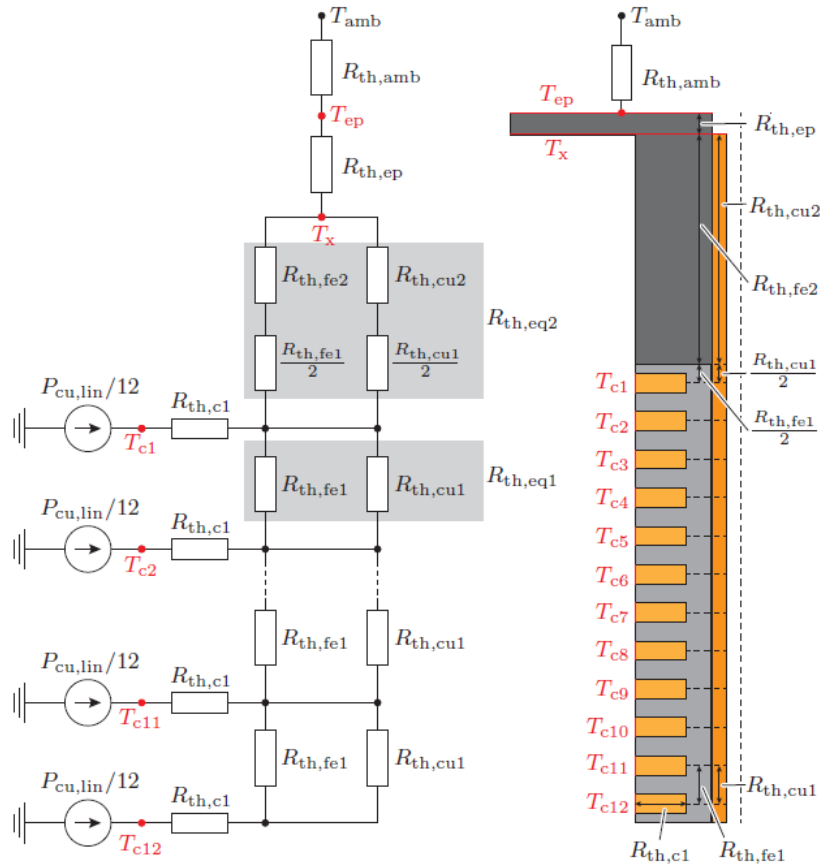 T_amb
R_th,amb
T_ep
R_th,ep
T_x
R_th,fe2
R_th,cu2
R_th,fe1/2
R_th,cu1/2
R_th,eq2
P_cu,lin/12
R_th,c1
T_c1
R_th,fe1
R_th,cu1
R_th,eq1
P_cu,lin/12
R_th,c1
T_c2
R_th,fe1
R_th,cu1
P_cu,lin/12
R_th,c1
T_c11
R_th,fe1
R_th,cu1
P_cu,lin/12
R_th,c1
T_c12
T_amb
R_th,amb
T_ep
R_th,ep
T_x
R_th,cu2
R_th,fe2
R_th,cu1/2
R_th,fe1/2
T_c1
T_c2
T_c3
T_c4
T_c5
T_c6
T_c7
T_c8
T_c9
T_c10
T_c11
T_c12
R_th,cu1
R_th,c1
R_th,fe1